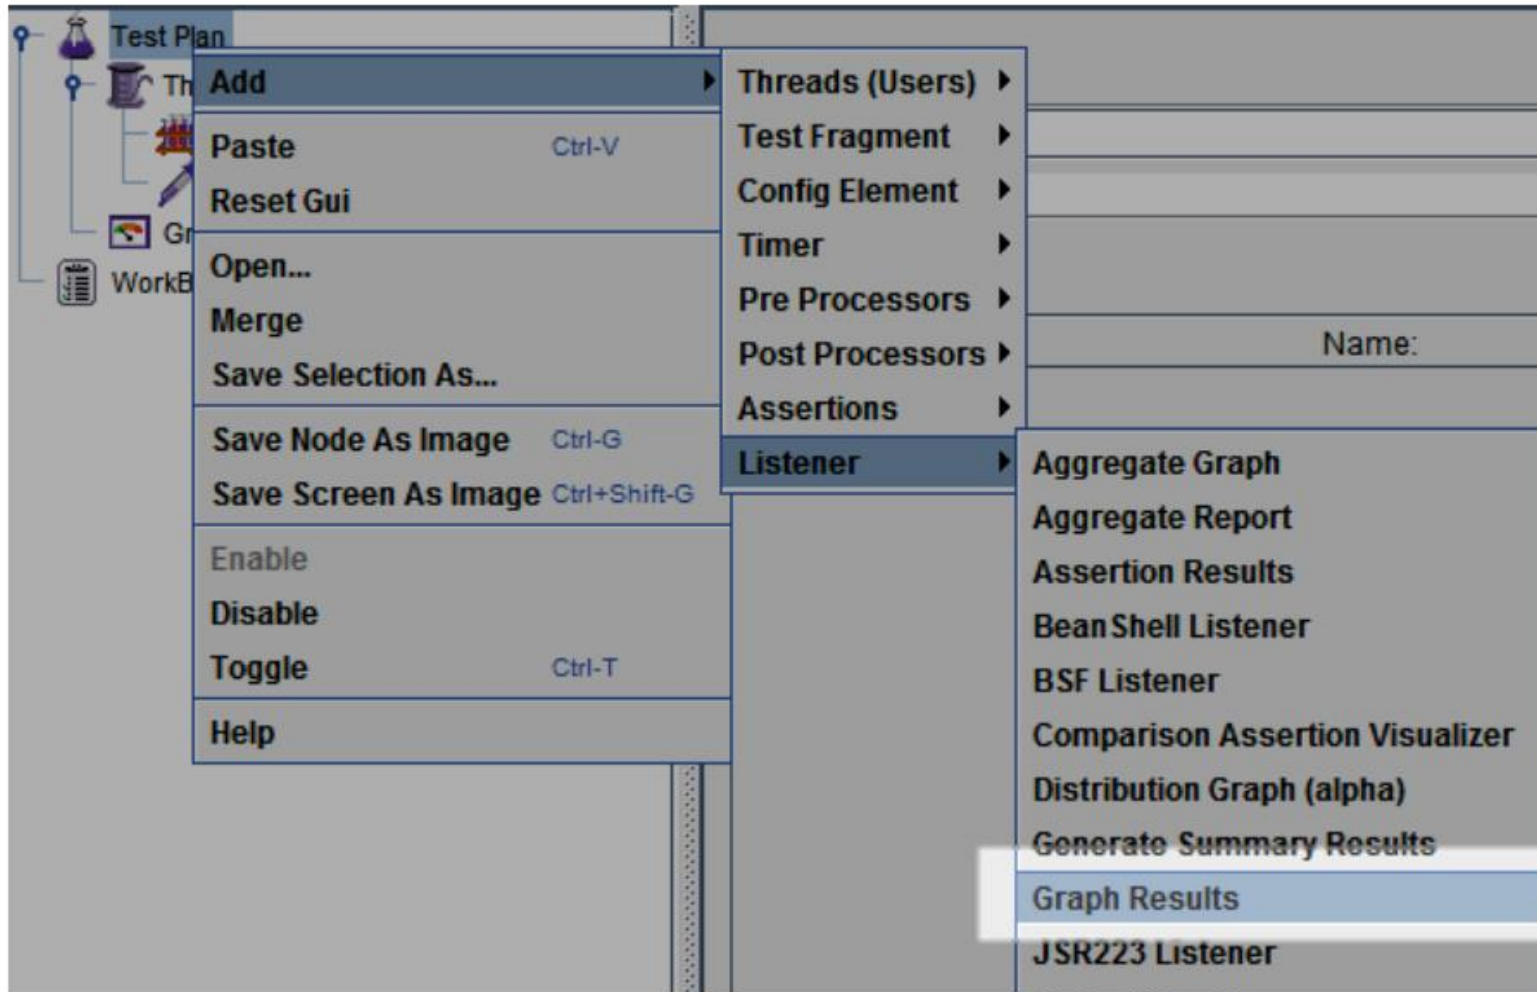 Test Plan
Th
Gr
WorkB
Add
Paste Ctrl-V
Reset Gui
Open...
Merge
Save Selection As...
Save Node As Image Ctrl-G
Save Screen As Image Ctrl+Shift-G
Enable
Disable
Toggle Ctrl-T
Help
Threads (Users)
Test Fragment
Config Element
Timer
Pre Processors
Post Processors
Assertions
Listener
Name:
Aggregate Graph
Aggregate Report
Assertion Results
BeanShell Listener
BSF Listener
Comparison Assertion Visualizer
Distribution Graph (alpha)
Generate Summary Results
Graph Results
JSR223 Listener